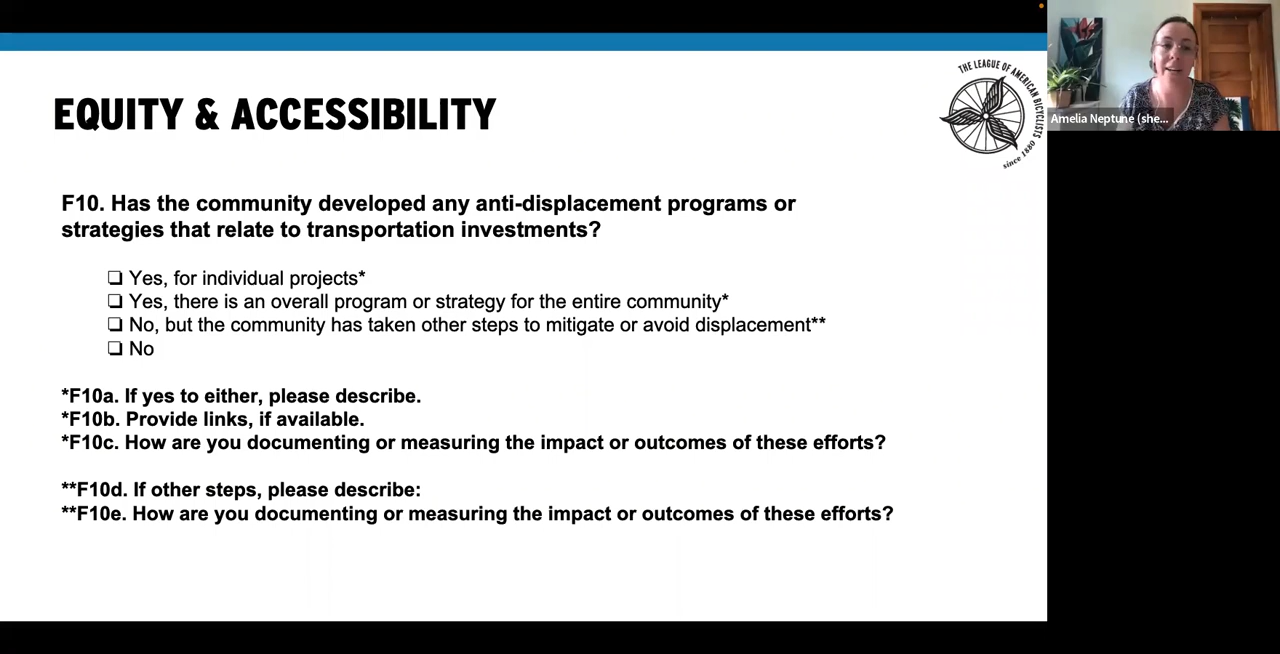 EQUITY & ACCESSIBILITY
THE LEAGUE OF AMERICAN BICYCLISTS
since 1880
Amelia Neptune (she...
F10. Has the community developed any anti-displacement programs or
strategies that relate to transportation investments?
❑ Yes, for individual projects*
❑ Yes, there is an overall program or strategy for the entire community*
❑ No, but the community has taken other steps to mitigate or avoid displacement**
❑ No
*F10a. If yes to either, please describe.
*F10b. Provide links, if available.
*F10c. How are you documenting or measuring the impact or outcomes of these efforts?
**F10d. If other steps, please describe:
**F10e. How are you documenting or measuring the impact or outcomes of these efforts?